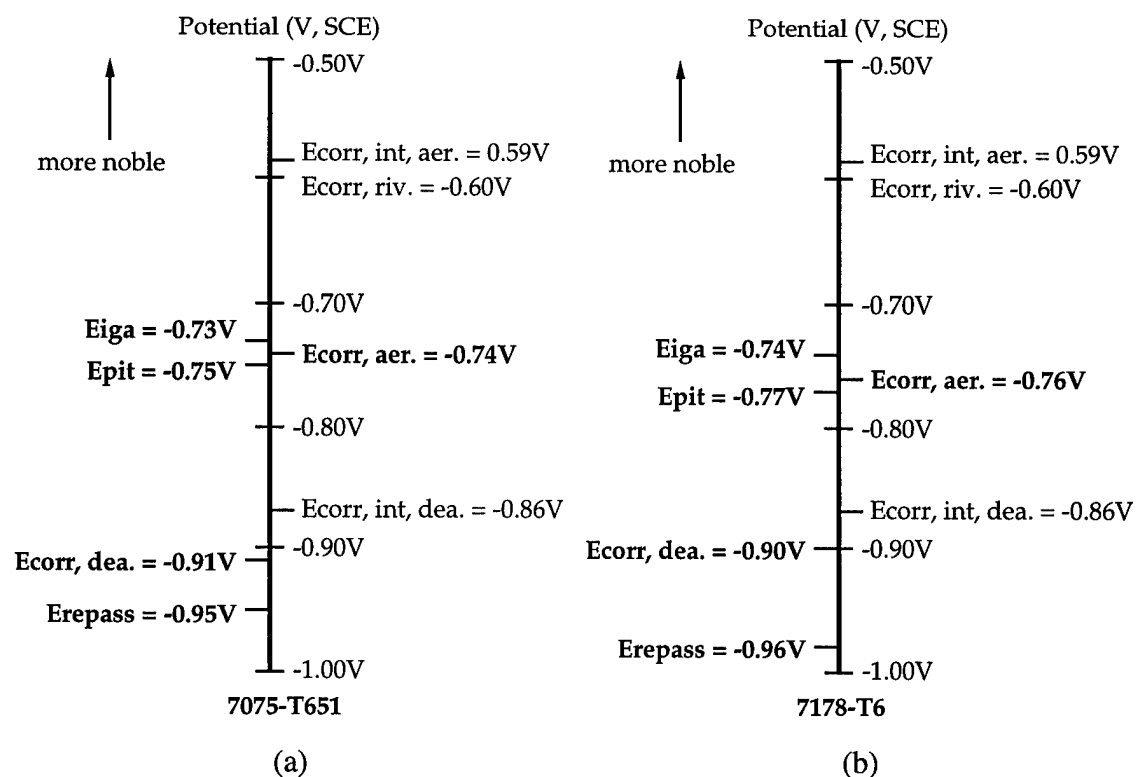 Potential (V, SCE)
-0.50V
more noble
Ecorr, int, aer. = 0.59V
Ecorr, riv. = -0.60V
-0.70V
Eiga = -0.73V
Ecorr, aer. = -0.74V
Epit = -0.75V
-0.80V
Ecorr, int, dea. = -0.86V
-0.90V
Ecorr, dea. = -0.91V
Erepass = -0.95V
-1.00V
7075-T651
(a)
Potential (V, SCE)
-0.50V
more noble
Ecorr, int, aer. = 0.59V
Ecorr, riv. = -0.60V
-0.70V
Eiga = -0.74V
Ecorr, aer. = -0.76V
Epit = -0.77V
-0.80V
Ecorr, int, dea. = -0.86V
Ecorr, dea. = -0.90V
-0.90V
Erepass = -0.96V
-1.00V
7178-T6
(b)